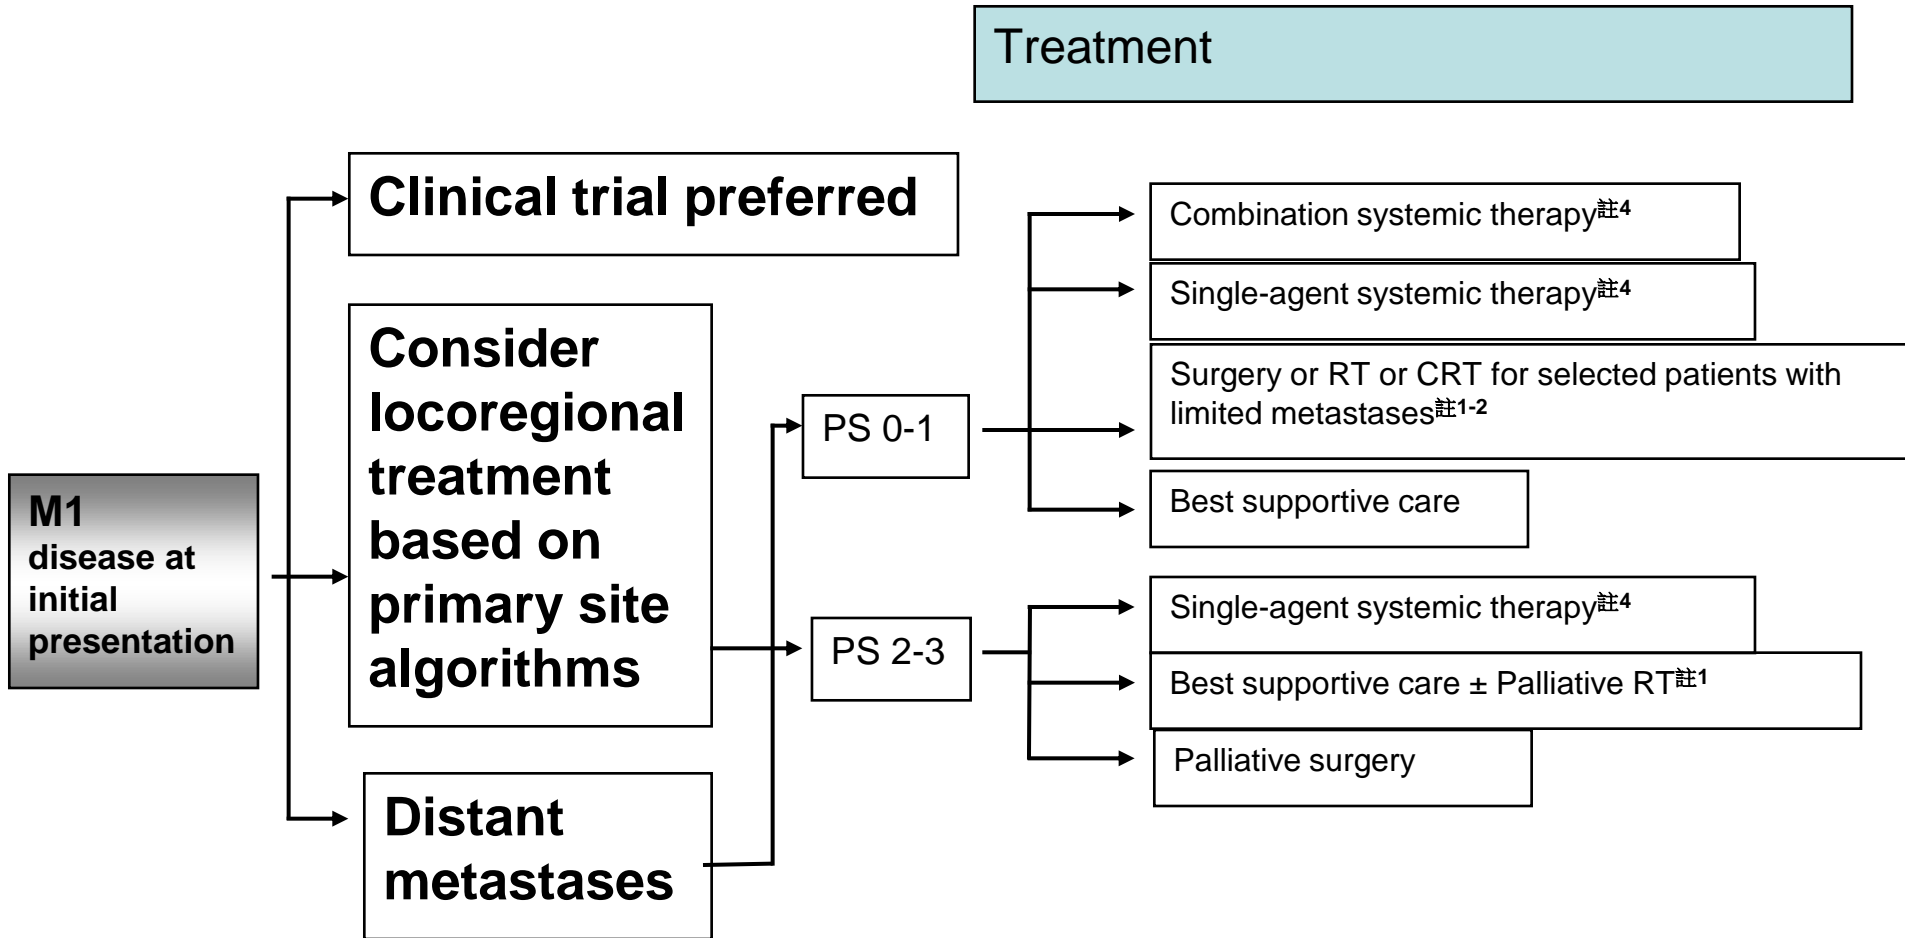 Treatment
Clinical trial preferred
Consider
locoregional
treatment
based on
primary site
algorithms
Distant
metastases
M1
disease at
initial
presentation
PS 0-1
PS 2-3
Combination systemic therapy註4
Single-agent systemic therapy註4
Surgery or RT or CRT for selected patients with
limited metastases註1-2
Best supportive care
Single-agent systemic therapy註4
Best supportive care ± Palliative RT註1
Palliative surgery